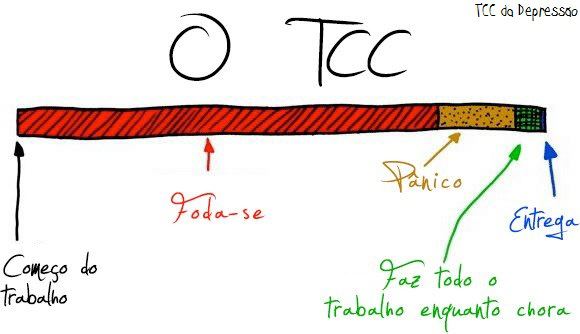 TCC da Depressão
O TCC
Começo do
trabalho
Foda-se
Pânico
Faz todo o
trabalho enquanto chora
Entrega